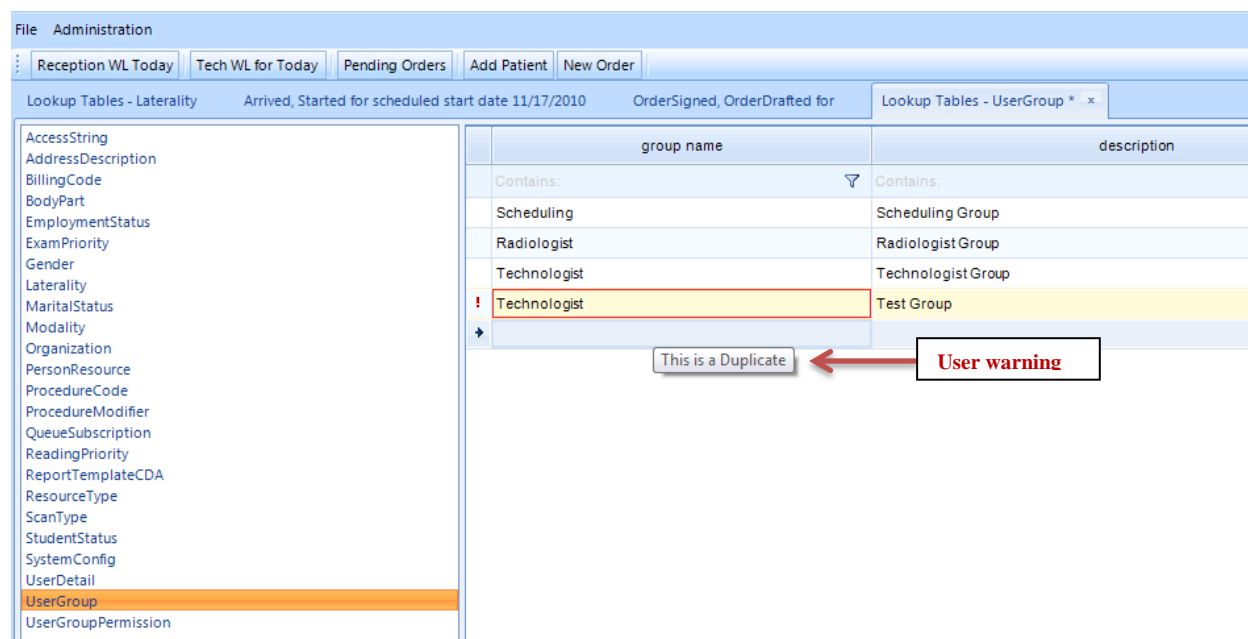 File Administration
Reception WL Today Tech WL for Today Pending Orders Add Patient New Order
Lookup Tables - Laterality Arrived, Started for scheduled start date 11/17/2010 OrderSigned, OrderDrafted for Lookup Tables - UserGroup * x
AccessString
AddressDescription
BillingCode
BodyPart
EmploymentStatus
ExamPriority
Gender
Laterality
MaritalStatus
Modality
Organization
PersonResource
ProcedureCode
ProcedureModifier
QueueSubscription
ReadingPriority
ReportTemplateCDA
ResourceType
ScanType
StudentStatus
SystemConfig
UserDetail
UserGroup
UserGroupPermission
group name description
Contains: Contains:
Scheduling Scheduling Group
Radiologist Radiologist Group
Technologist Technologist Group
! Technologist Test Group
This is a Duplicate
User warning